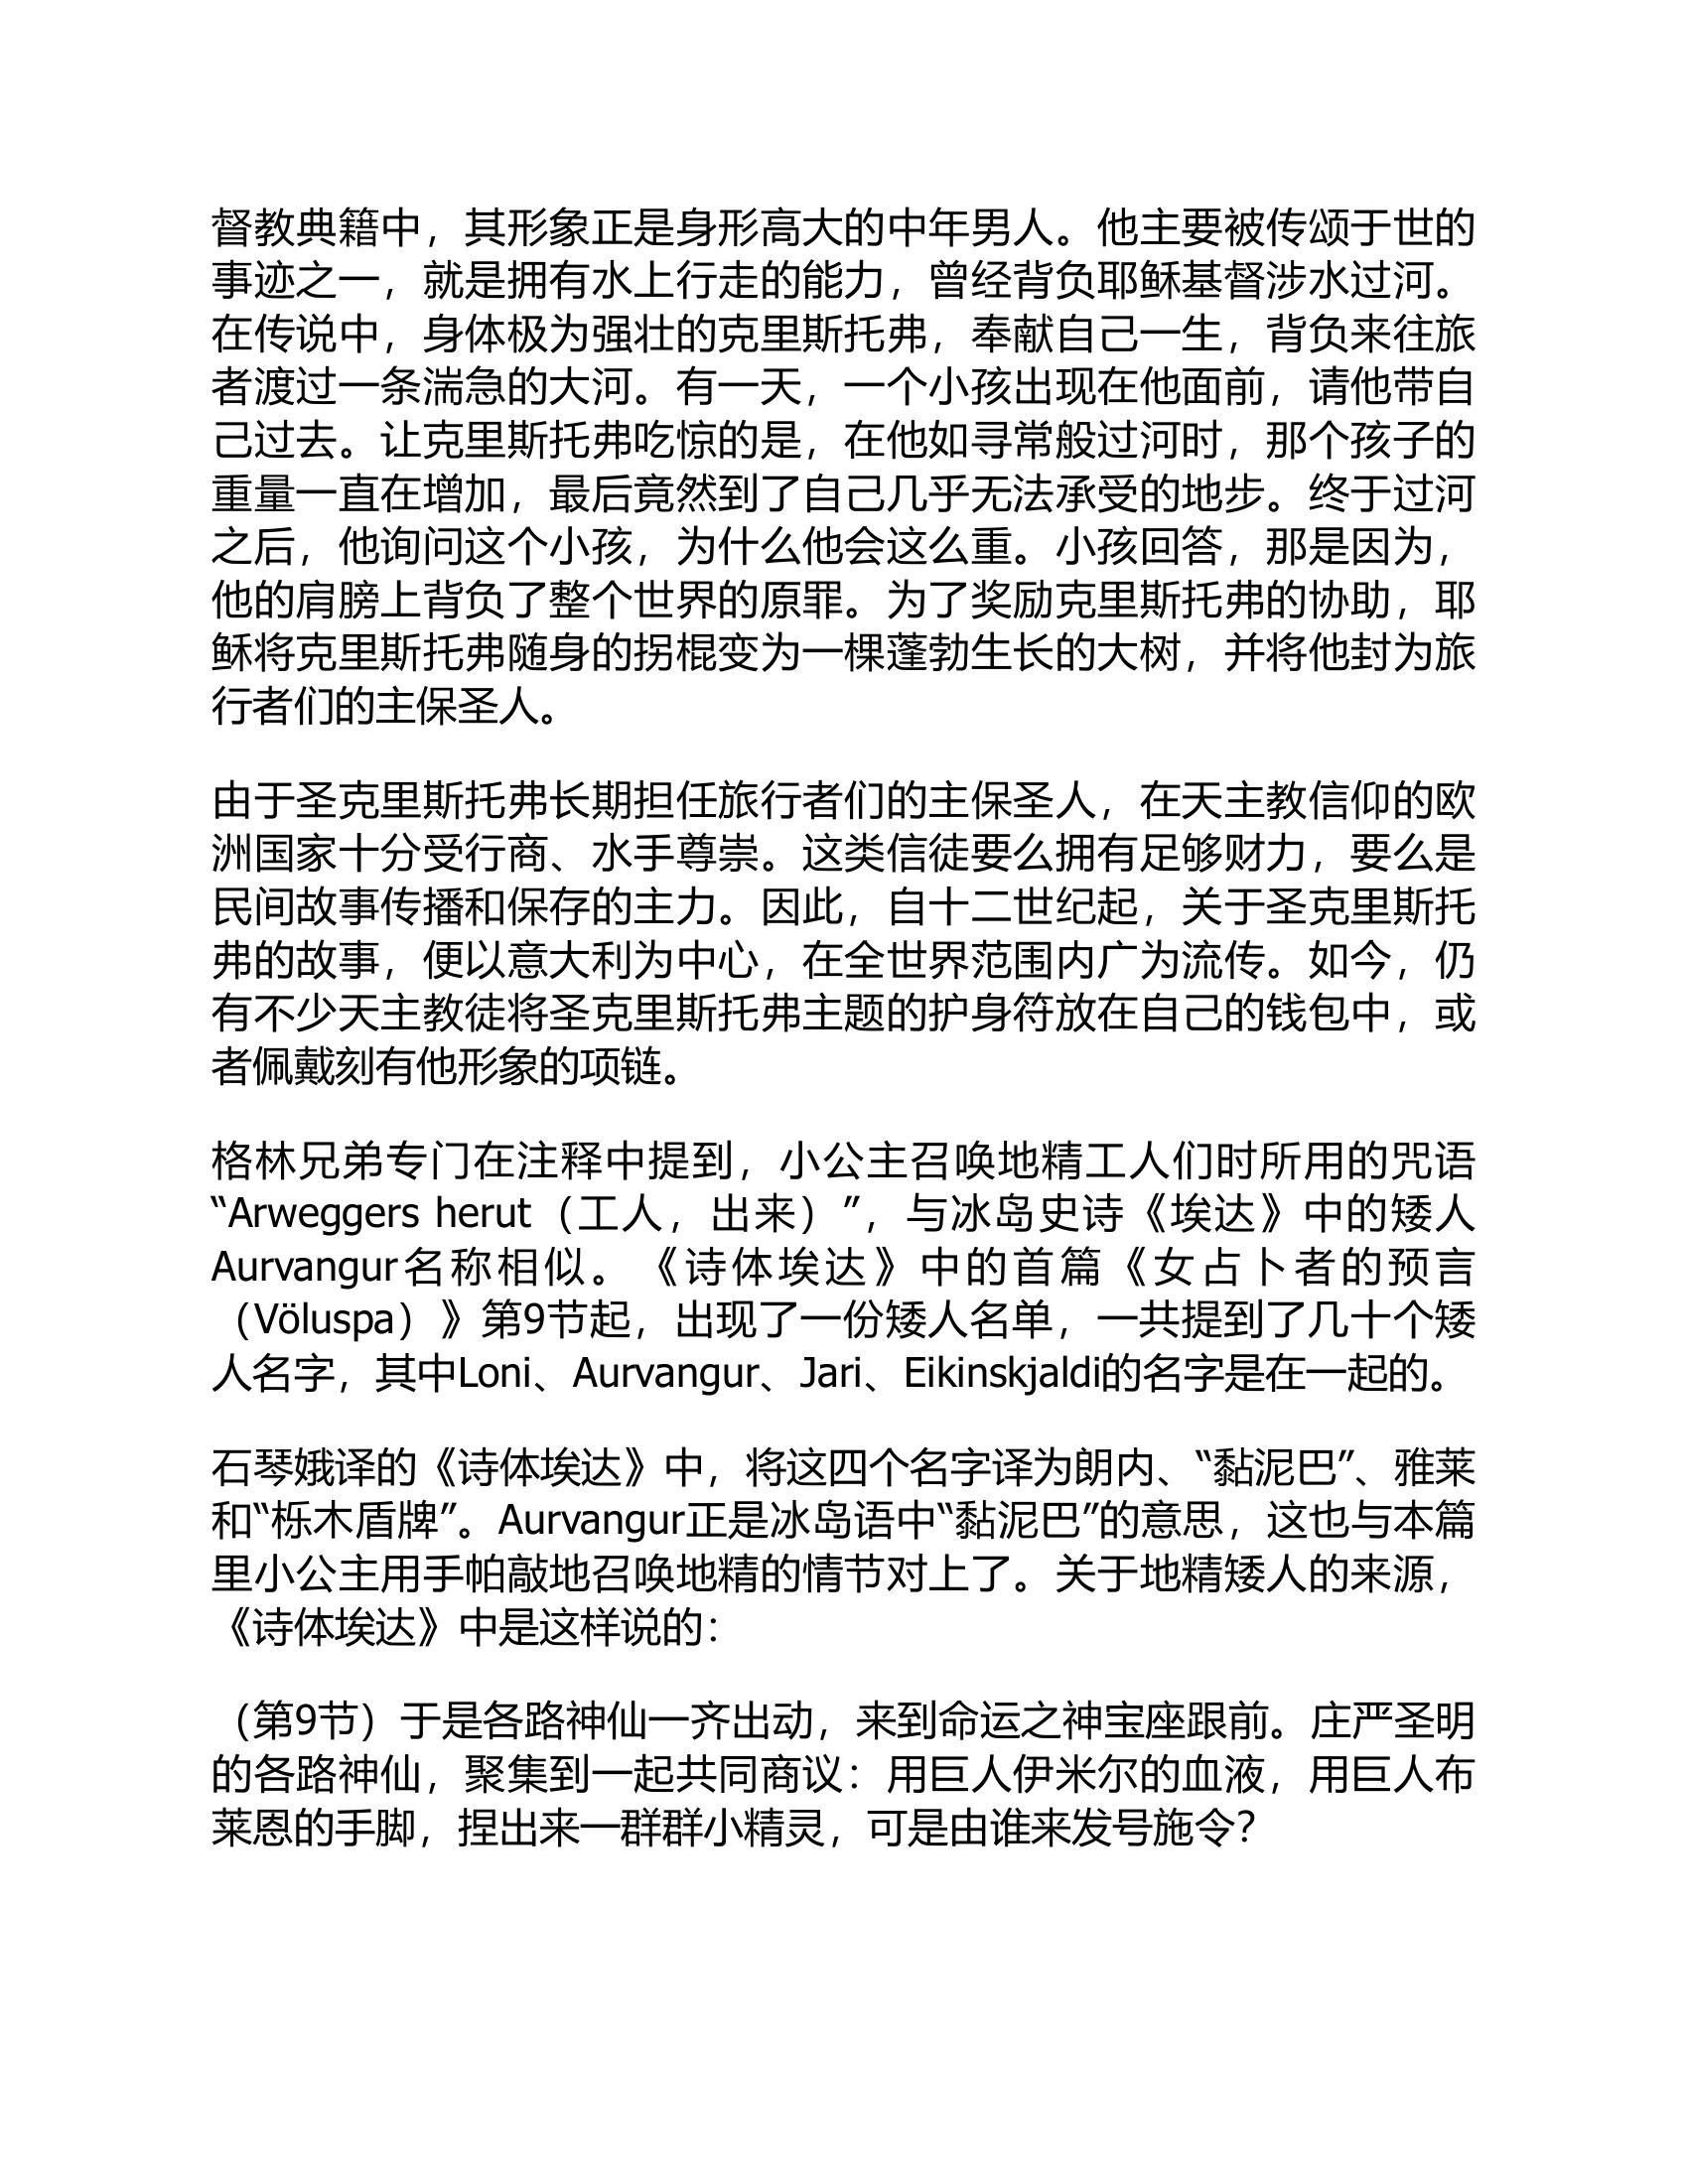 督教典籍中，其形象正是身形高大的中年男人。他主要被传颂于世的
事迹之一，就是拥有水上行走的能力，曾经背负耶稣基督涉水过河。
在传说中，身体极为强壮的克里斯托弗，奉献自己一生，背负来往旅
者渡过一条湍急的大河。有一天，一个小孩出现在他面前，请他带自
己过去。让克里斯托弗吃惊的是，在他如寻常般过河时，那个孩子的
重量一直在增加，最后竟然到了自己几乎无法承受的地步。终于过河
之后，他询问这个小孩，为什么他会这么重。小孩回答，那是因为，
他的肩膀上背负了整个世界的原罪。为了奖励克里斯托弗的协助，耶
稣将克里斯托弗随身的拐棍变为一棵蓬勃生长的大树，并将他封为旅
行者们的主保圣人。
由于圣克里斯托弗长期担任旅行者们的主保圣人，在天主教信仰的欧
洲国家十分受行商、水手尊崇。这类信徒要么拥有足够财力，要么是
民间故事传播和保存的主力。因此，自十二世纪起，关于圣克里斯托
弗的故事，便以意大利为中心，在全世界范围内广为流传。如今，仍
有不少天主教徒将圣克里斯托弗主题的护身符放在自己的钱包中，或
者佩戴刻有他形象的项链。
格林兄弟专门在注释中提到，小公主召唤地精工人们时所用的咒语
“Arweggers herut（工人，出来）”，与冰岛史诗《埃达》中的矮人
Aurvangur名称相似。《诗体埃达》中的首篇《女占卜者的预言
（Völuspa）》第9节起，出现了一份矮人名单，一共提到了几十个矮
人名字，其中Loni、Aurvangur、Jari、Eikinskjaldi的名字是在一起的。
石琴娥译的《诗体埃达》中，将这四个名字译为朗内、“黏泥巴”、雅莱
和“栎木盾牌”。Aurvangur正是冰岛语中“黏泥巴”的意思，这也与本篇
里小公主用手帕敲地召唤地精的情节对上了。关于地精矮人的来源，
《诗体埃达》中是这样说的：
（第9节）于是各路神仙一齐出动，来到命运之神宝座跟前。庄严圣明
的各路神仙，聚集到一起共同商议：用巨人伊米尔的血液，用巨人布
莱恩的手脚，捏出来一群群小精灵，可是由谁来发号施令？